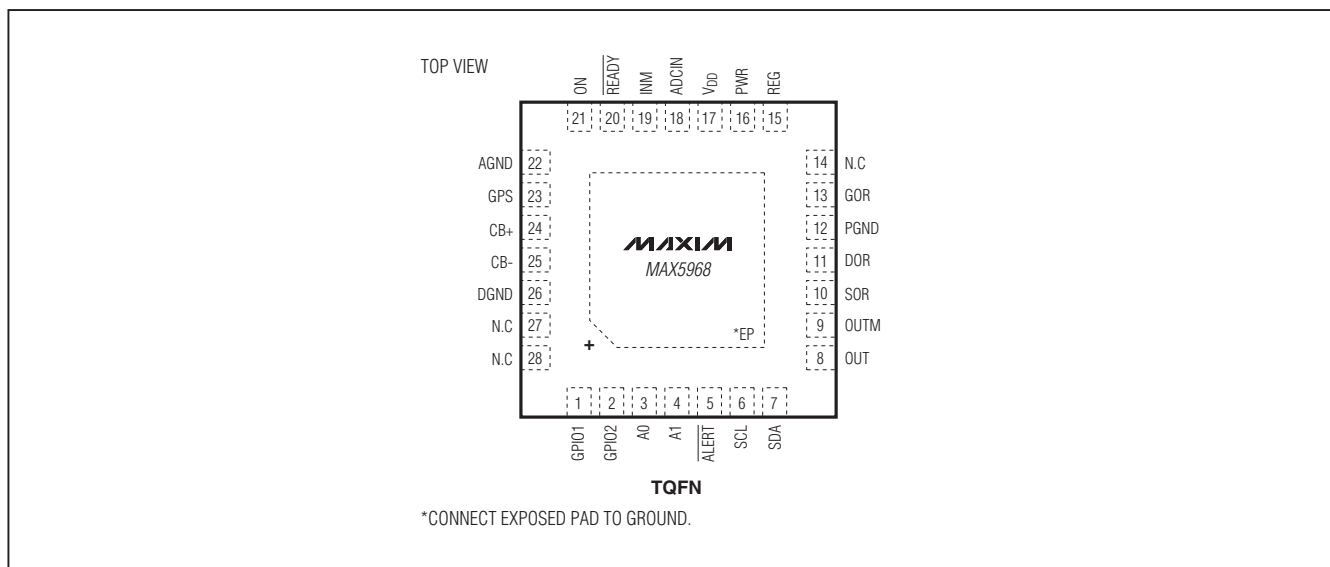 TOP VIEW
ON
READY
INM
ADCIN
VDD
PWR
REG
21
20
19
18
17
16
15
AGND 22
GPS 23
CB+ 24
CB- 25
DGND 26
N.C 27
N.C 28
14 N.C
13 GOR
12 PGND
11 DOR
10 SOR
9 OUTM
8 OUT
MAXIM
MAX5968
*EP
+
1
2
3
4
5
6
7
GPIO1
GPIO2
A0
A1
ALERT
SCL
SDA
TQFN
*CONNECT EXPOSED PAD TO GROUND.